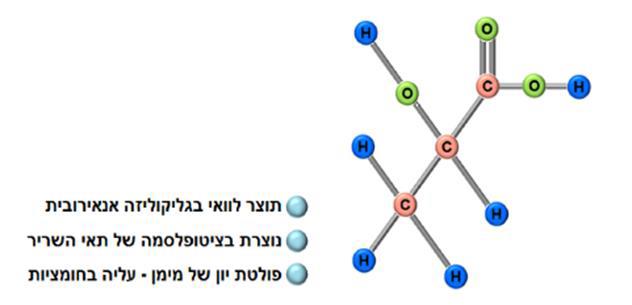 H
O
O
C
O
H
H
C
C
H
H
H
תוצר לוואי בגליקוליזה אנאירובית
נוצרת בציטופלסמה של תאי השריר
פולטת יון של מימן - עליה בחומציות